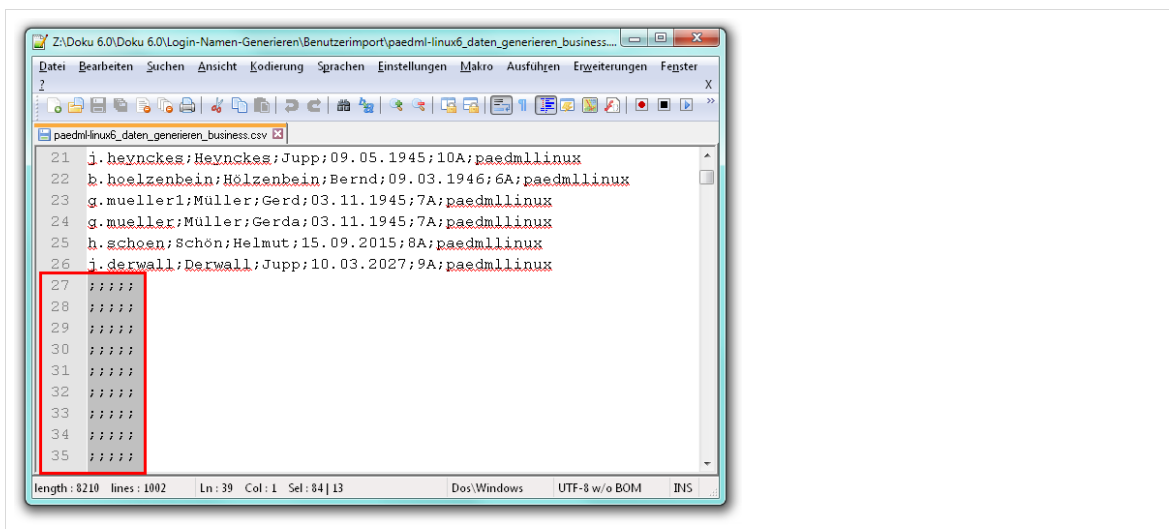 Z:\Doku 6.0\Doku 6.0\Login-Namen-Generieren\Benutzerimport\paedml-linux6_daten_generieren_business....
Datei Bearbeiten Suchen Ansicht Kodierung Sprachen Einstellungen Makro Ausführen Erweiterungen Fenster
? X
paedml-linux6_daten_generieren_business.csv
21 j.heynckes;Heynckes;Jupp;09.05.1945;10A;paedmllinux
22 b.hoelzenbein;Hölzenbein;Bernd;09.03.1946;6A;paedmllinux
23 g.mueller1;Müller;Gerd;03.11.1945;7A;paedmllinux
24 g.mueller;Müller;Gerda;03.11.1945;7A;paedmllinux
25 h.schoen;Schön;Helmut;15.09.2015;8A;paedmllinux
26 j.derwall;Derwall;Jupp;10.03.2027;9A;paedmllinux
27 ;;;;;
28 ;;;;;
29 ;;;;;
30 ;;;;;
31 ;;;;;
32 ;;;;;
33 ;;;;;
34 ;;;;;
35 ;;;;;
length : 8210 lines : 1002 Ln : 39 Col : 1 Sel : 84 | 13 Dos\Windows UTF-8 w/o BOM INS